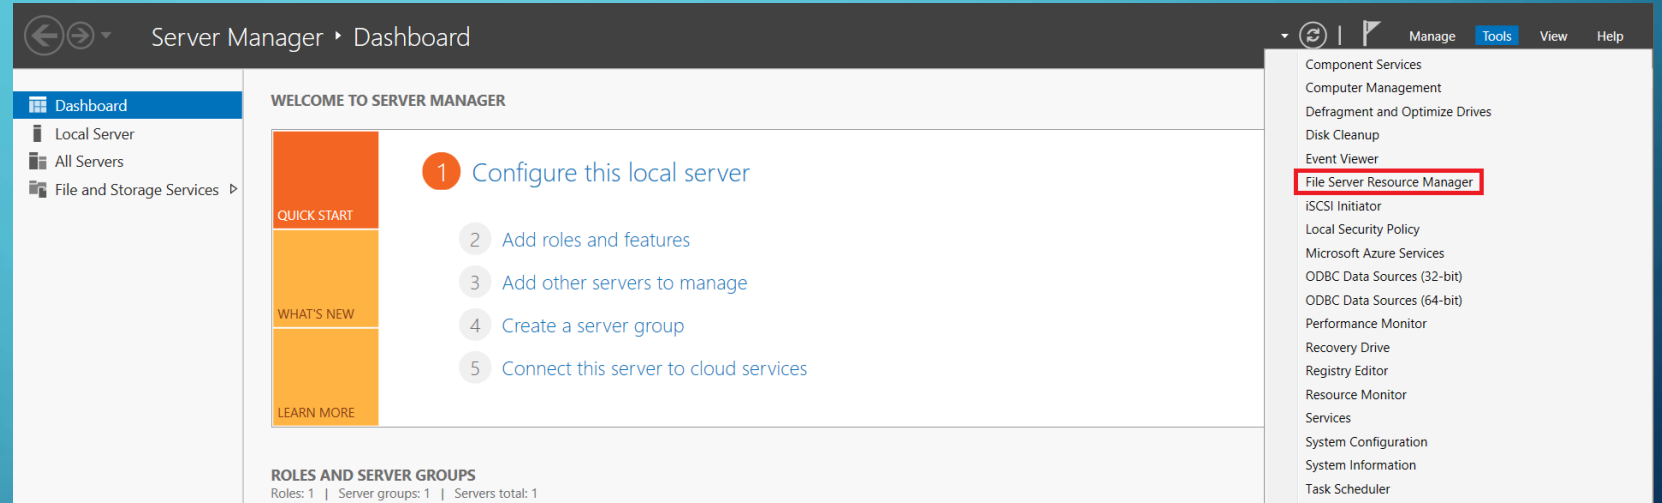 Server Manager ‣ Dashboard
Manage Tools View Help
Dashboard
Local Server
All Servers
File and Storage Services
WELCOME TO SERVER MANAGER
QUICK START
WHAT'S NEW
LEARN MORE
1 Configure this local server
2 Add roles and features
3 Add other servers to manage
4 Create a server group
5 Connect this server to cloud services
ROLES AND SERVER GROUPS
Roles: 1 | Server groups: 1 | Servers total: 1
Component Services
Computer Management
Defragment and Optimize Drives
Disk Cleanup
Event Viewer
File Server Resource Manager
iSCSI Initiator
Local Security Policy
Microsoft Azure Services
ODBC Data Sources (32-bit)
ODBC Data Sources (64-bit)
Performance Monitor
Recovery Drive
Registry Editor
Resource Monitor
Services
System Configuration
System Information
Task Scheduler